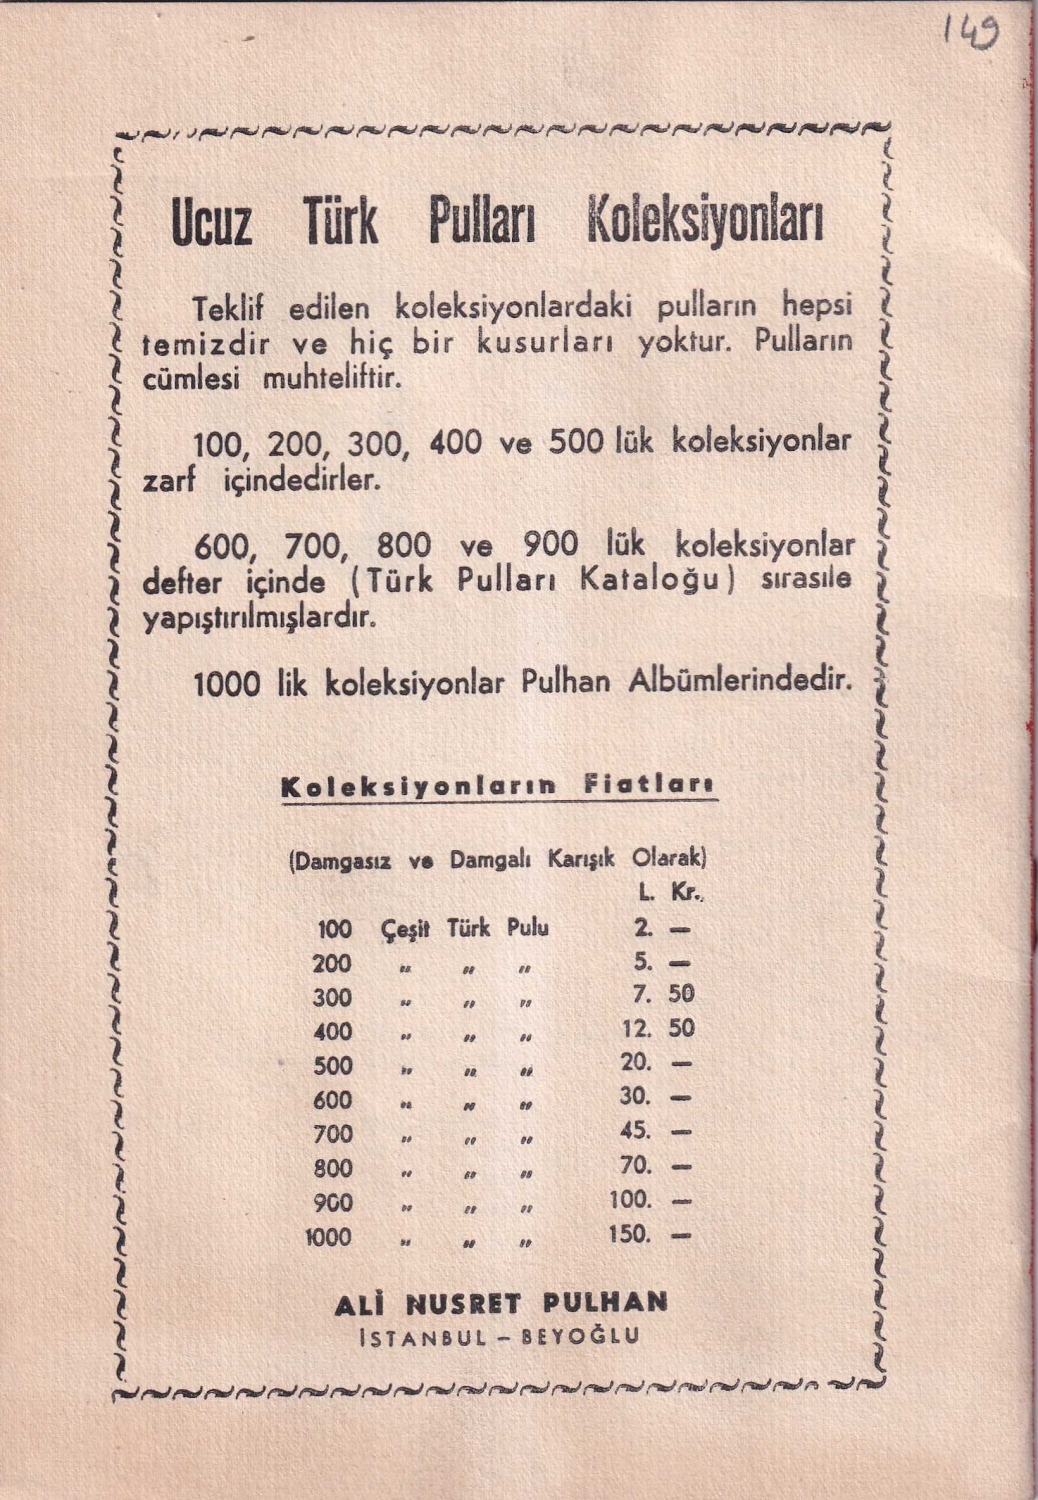 149
Ucuz Türk Pulları Koleksiyonları
Teklif edilen koleksiyonlardaki pulların hepsi
temizdir ve hiç bir kusurları yoktur. Pulların
cümlesi muhteliftir.
100, 200, 300, 400 ve 500 lük koleksiyonlar
zarf içindedirler.
600, 700, 800 ve 900 lük koleksiyonlar
defter içinde (Türk Pulları Kataloğu) sırasile
yapıştırılmışlardır.
1000 lik koleksiyonlar Pulhan Albümlerindedir.
Koleksiyonların Fiatları
(Damgasız ve Damgalı Karışık Olarak)
L. Kr.
100 Çeşit Türk Pulu 2. —
200 „ „ „ 5. —
300 „ „ „ 7. 50
400 „ „ „ 12. 50
500 „ „ „ 20. —
600 „ „ „ 30. —
700 „ „ „ 45. —
800 „ „ „ 70. —
900 „ „ „ 100. —
1000 „ „ „ 150. —
ALİ NUSRET PULHAN
İSTANBUL – BEYOĞLU